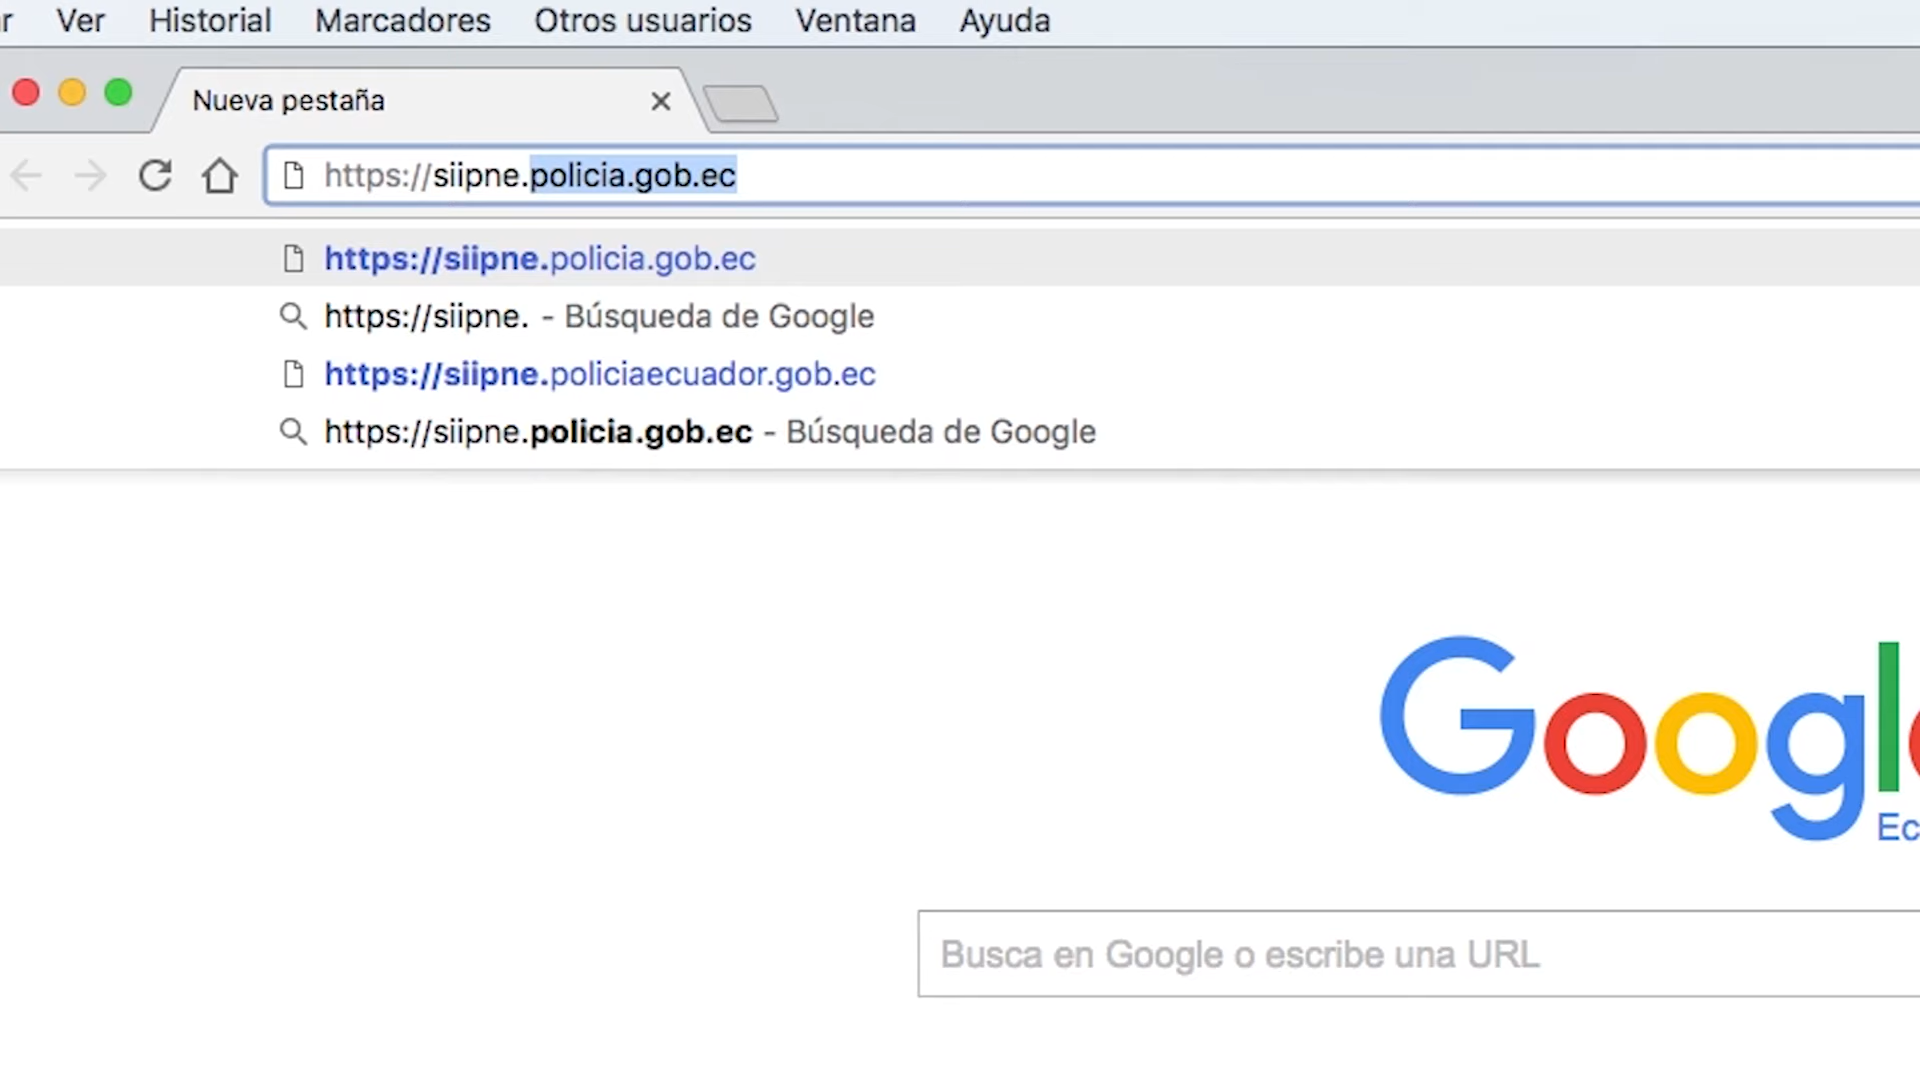 Ver Historial Marcadores Otros usuarios Ventana Ayuda
Nueva pestaña
https://siipne.policia.gob.ec
https://siipne.policia.gob.ec
https://siipne. - Búsqueda de Google
https://siipne.policiaecuador.gob.ec
https://siipne.policia.gob.ec - Búsqueda de Google
Google
Busca en Google o escribe una URL